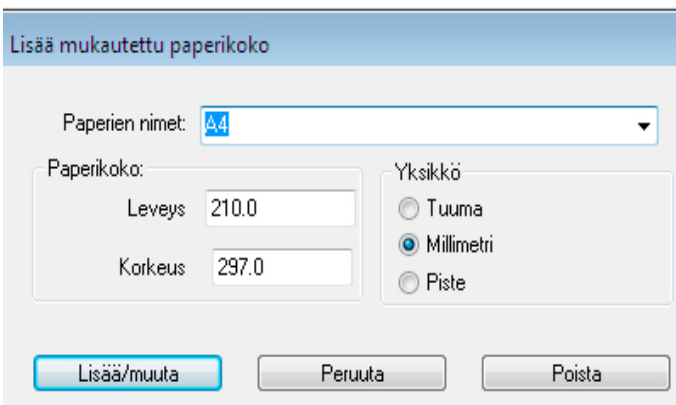 Lisää mukautettu paperikoko
Paperien nimet: A4
Paperikoko:
Leveys 210.0
Korkeus 297.0
Yksikkö
Tuuma
Millimetri
Piste
Lisää/muuta Peruuta Poista